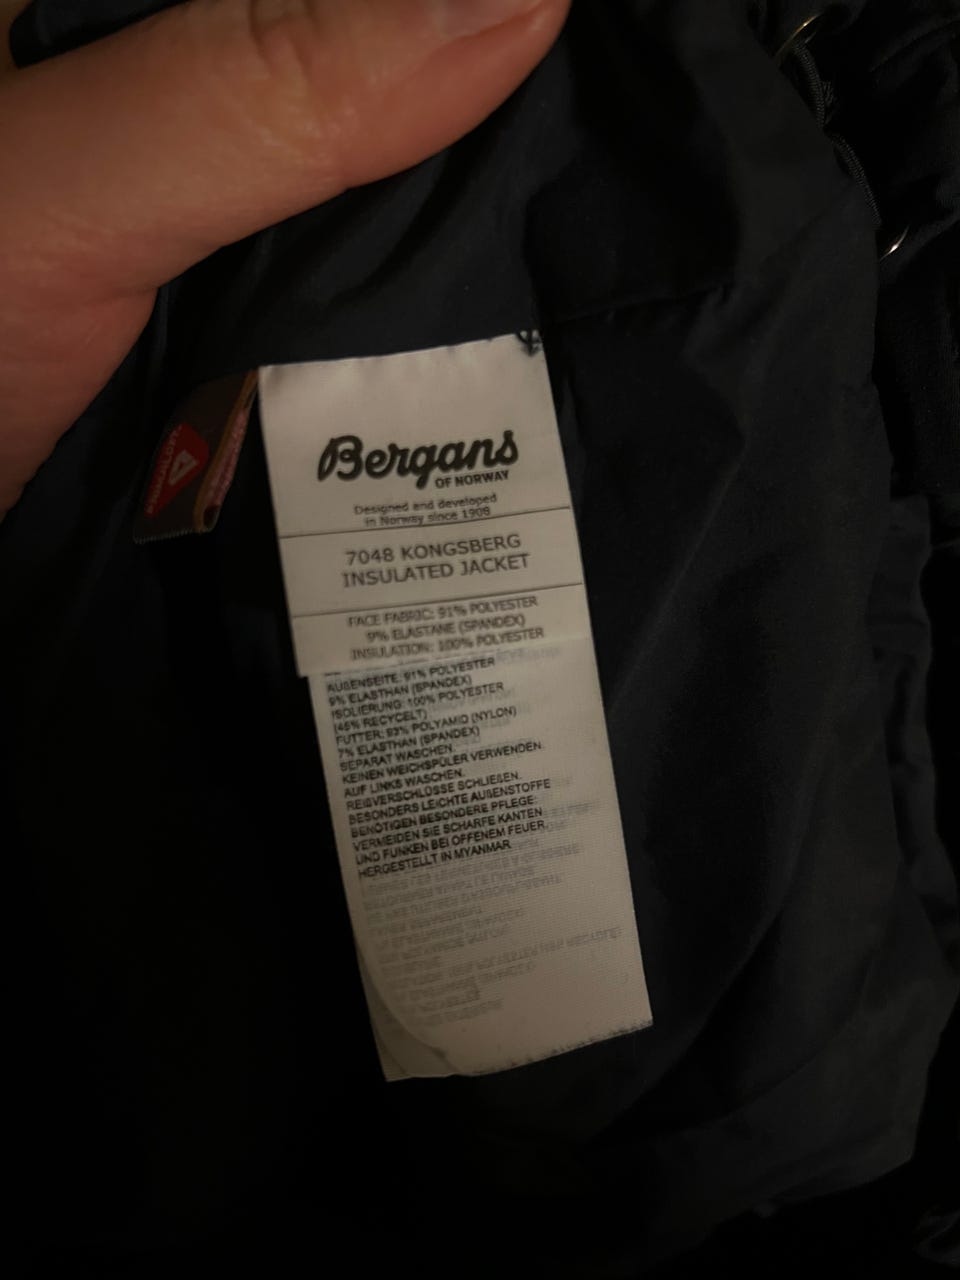 Bergans
OF NORWAY
Designed and developed
in Norway since 1908
7048 KONGSBERG
INSULATED JACKET
FACE FABRIC: 91% POLYESTER
9% ELASTANE (SPANDEX)
INSULATION: 100% POLYESTER
AUßENSEITE: 91% POLYESTER
9% ELASTHAN (SPANDEX)
ISOLIERUNG: 100% POLYESTER
(45% RECYCELT)
FUTTER: 93% POLYAMID (NYLON)
7% ELASTHAN (SPANDEX)
SEPARAT WASCHEN.
KEINEN WEICHSPÜLER VERWENDEN.
AUF LINKS WASCHEN.
REIßVERSCHLÜSSE SCHLIEßEN.
BESONDERS LEICHTE AUßENSTOFFE
BENÖTIGEN BESONDERE PFLEGE:
VERMEIDEN SIE SCHARFE KANTEN
UND FUNKEN BEI OFFENEM FEUER.
HERGESTELLT IN MYANMAR
PRIMALOFT